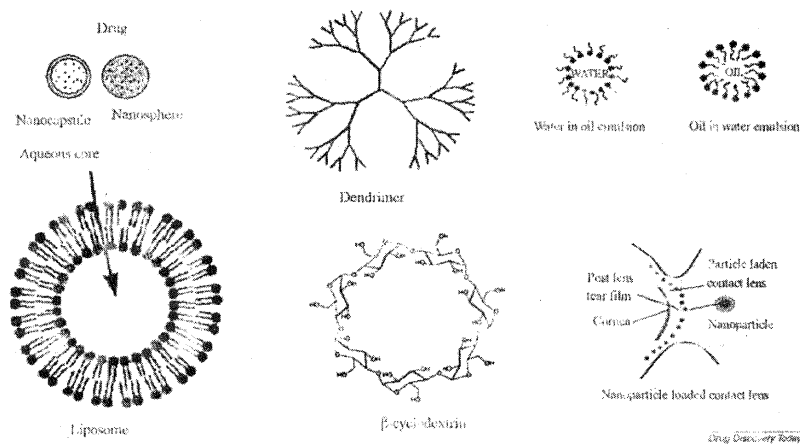 Drug
Nanocapsule
Nanosphere
Aqueous core
Liposome
Dendrimer
β-cyclodextrin
WATER
Water in oil emulsion
OIL
Oil in water emulsion
Post lens
tear film
Cornea
Particle laden
contact lens
Nanoparticle
Nanoparticle loaded contact lens
Drug Discovery Today